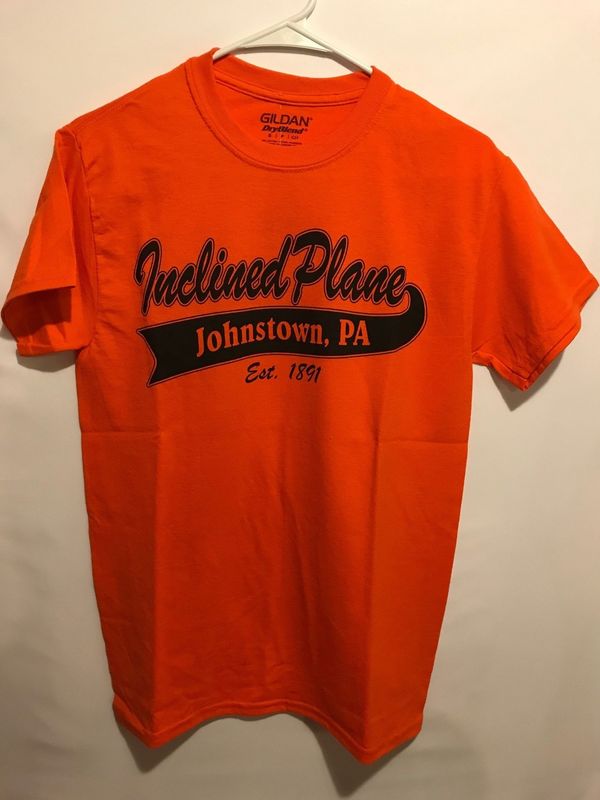 GILDAN®
DryBlend®
Inclined Plane
Johnstown, PA
Est. 1891